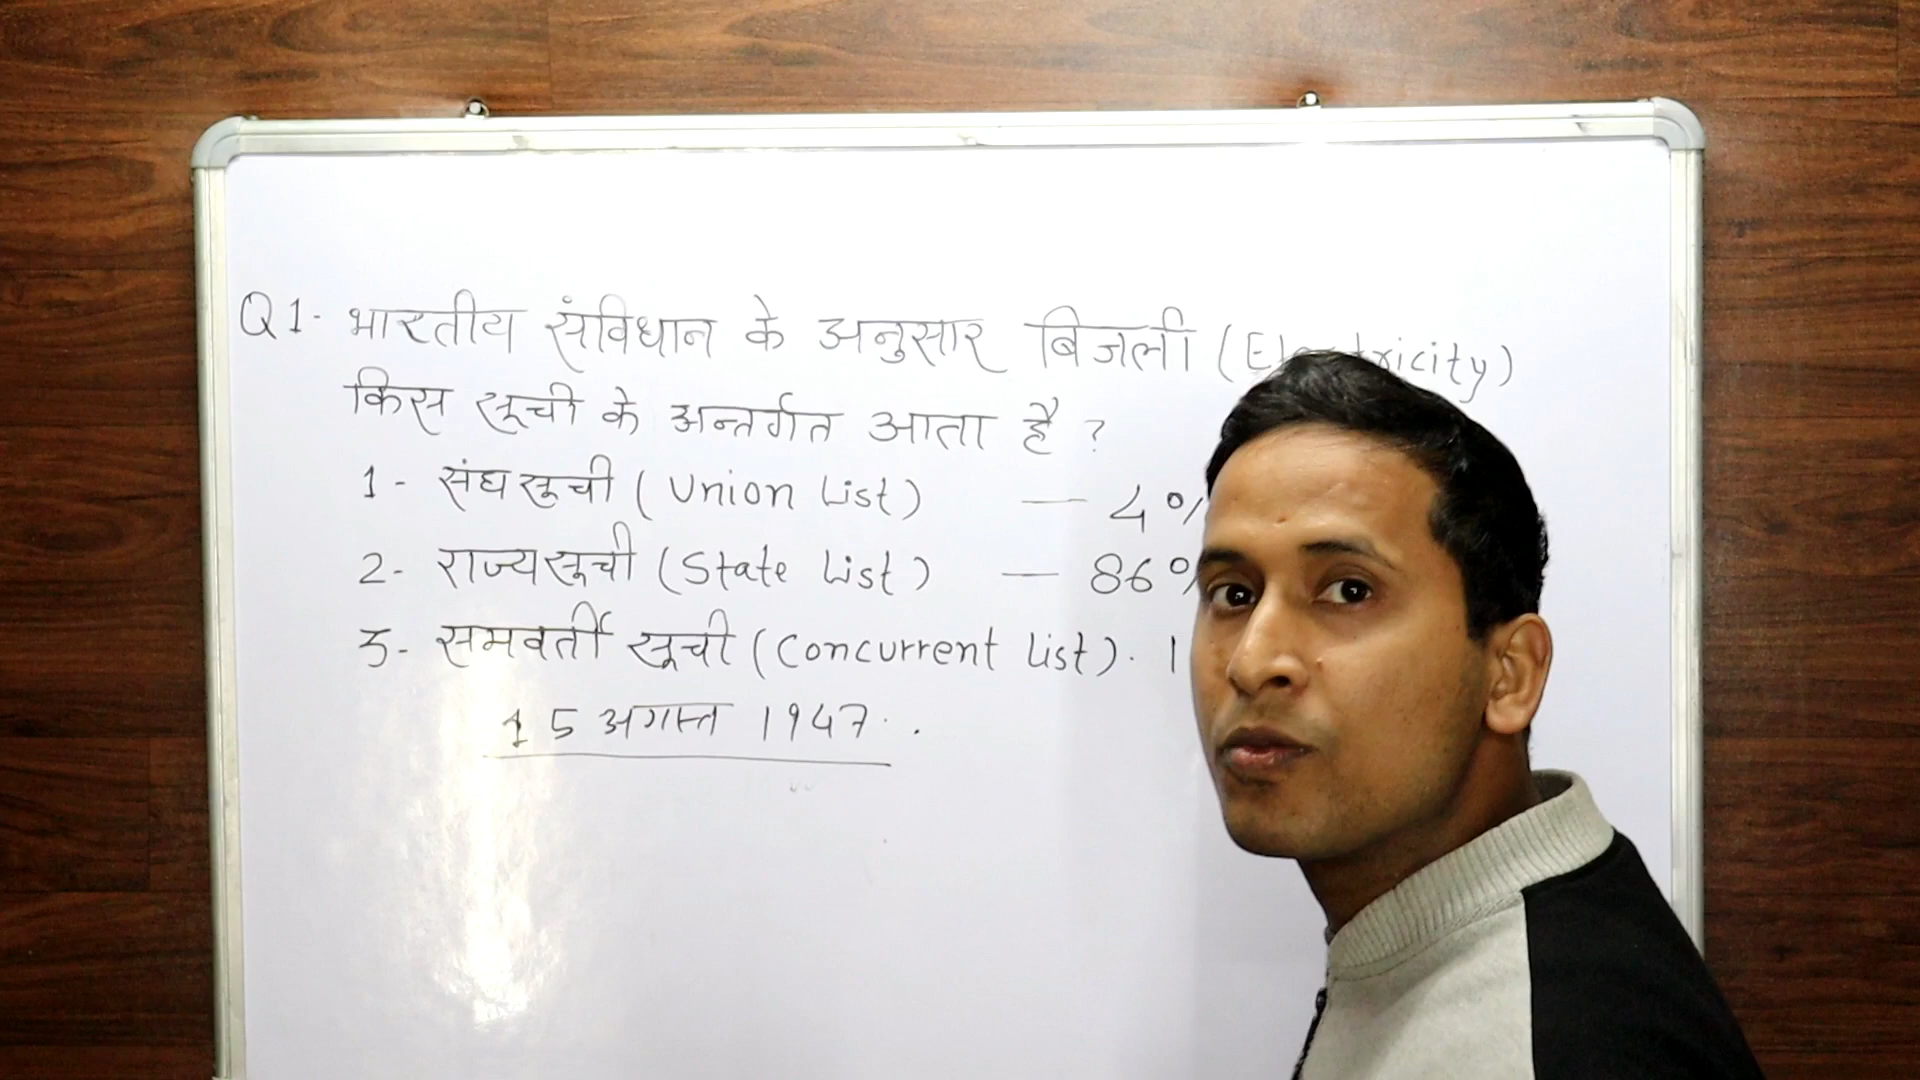 Q1- भारतीय संविधान के अनुसार बिजली (Electricity)
किस सूची के अन्तर्गत आता है ?
1- संघ सूची (Union List) — 4%
2- राज्य सूची (State List) — 86%
3- समवर्ती सूची (Concurrent List). 1
15 अगस्त 1947.